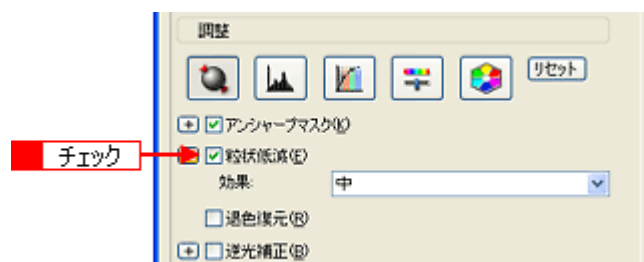 調整
リセット
アンシャープマスク(K)
チェック
粒状低減(E)
効果: 中
退色復元(R)
逆光補正(B)